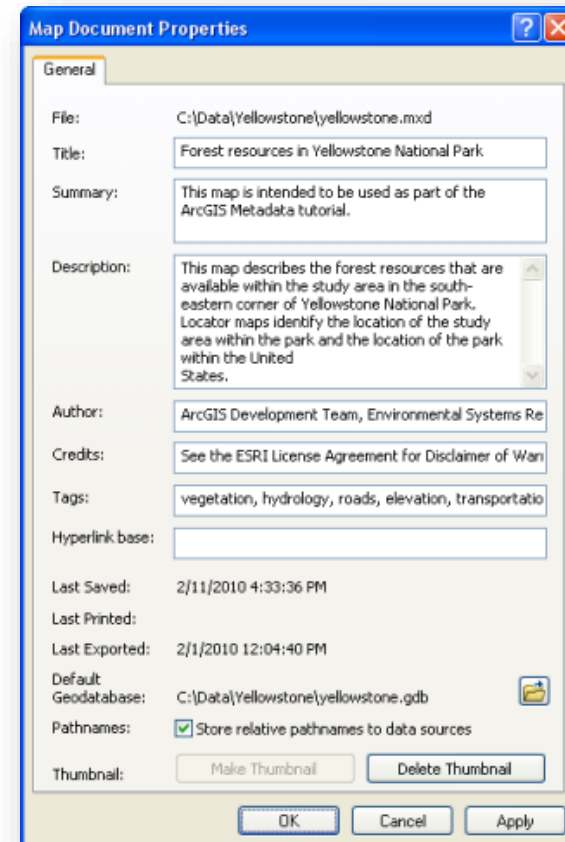 Map Document Properties
General
File: C:\Data\Yellowstone\yellowstone.mxd
Title: Forest resources in Yellowstone National Park
Summary: This map is intended to be used as part of the
ArcGIS Metadata tutorial.
Description: This map describes the forest resources that are
available within the study area in the south-
eastern corner of Yellowstone National Park.
Locator maps identify the location of the study
area within the park and the location of the park
within the United
States.
Author: ArcGIS Development Team, Environmental Systems Re
Credits: See the ESRI License Agreement for Disclaimer of Warr
Tags: vegetation, hydrology, roads, elevation, transportatio
Hyperlink base:
Last Saved: 2/11/2010 4:33:36 PM
Last Printed:
Last Exported: 2/1/2010 12:04:40 PM
Default
Geodatabase: C:\Data\Yellowstone\yellowstone.gdb
Pathnames: Store relative pathnames to data sources
Thumbnail: Make Thumbnail Delete Thumbnail
OK Cancel Apply